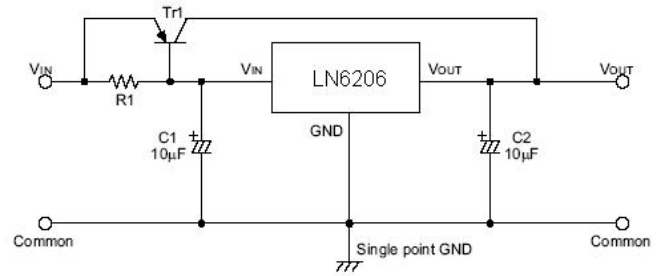 Tr1
VIN
R1
VIN
LN6206
VOUT
VOUT
GND
C1
10µF
C2
10µF
Common
Single point GND
Common